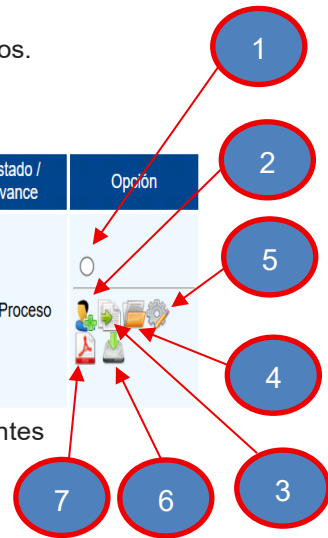 1
os.
stado /
vance
Opción
2
5
Proceso
4
ntes
7
6
3